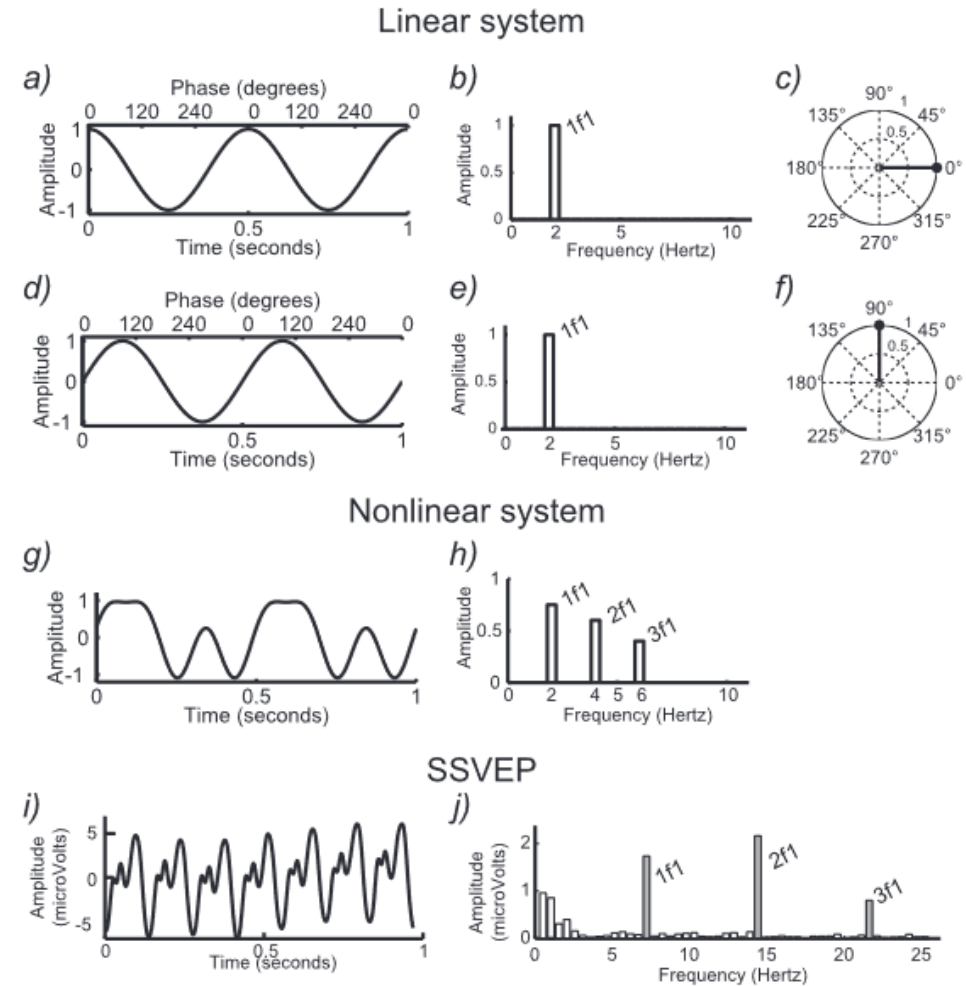 Linear system
a)
Phase (degrees)
0 120 240 0 120 240 0
Amplitude
1
0
-1
0 0.5 1
Time (seconds)
b)
Amplitude
1
0.5
0
1f1
0 2 5 10
Frequency (Hertz)
c)
90°
135° 1 45°
0.5
180° 0°
225° 315°
270°
d)
Phase (degrees)
0 120 240 0 120 240 0
Amplitude
1
0
-1
0 0.5 1
Time (seconds)
e)
Amplitude
1
0.5
0
1f1
0 2 5 10
Frequency (Hertz)
f)
90°
135° 1 45°
0.5
180° 0°
225° 315°
270°
Nonlinear system
g)
Amplitude
1
0
-1
0 0.5 1
Time (seconds)
h)
Amplitude
1
0.5
0
1f1
2f1
3f1
0 2 4 5 6 10
Frequency (Hertz)
SSVEP
i)
Amplitude
(microVolts)
5
0
-5
0 0.5 1
Time (seconds)
j)
Amplitude
(microVolts)
2
1
0
1f1
2f1
3f1
0 5 10 15 20 25
Frequency (Hertz)